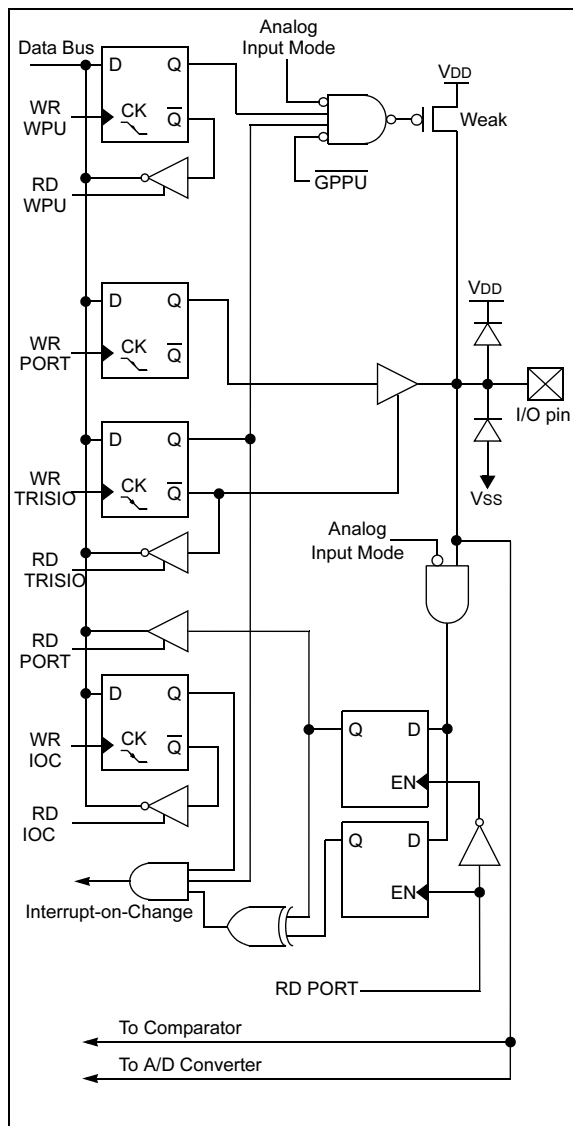 Analog
Input Mode
Data Bus
D Q
VDD
WR
WPU
CK
Q
Weak
RD
WPU
GPPU
D Q
VDD
WR
PORT
CK
Q
I/O pin
D Q
WR
TRISIO
CK
Q
VSS
Analog
Input Mode
RD
TRISIO
RD
PORT
D Q
Q D
WR
IOC
CK
Q
EN
RD
IOC
Q D
EN
Interrupt-on-Change
RD PORT
To Comparator
To A/D Converter